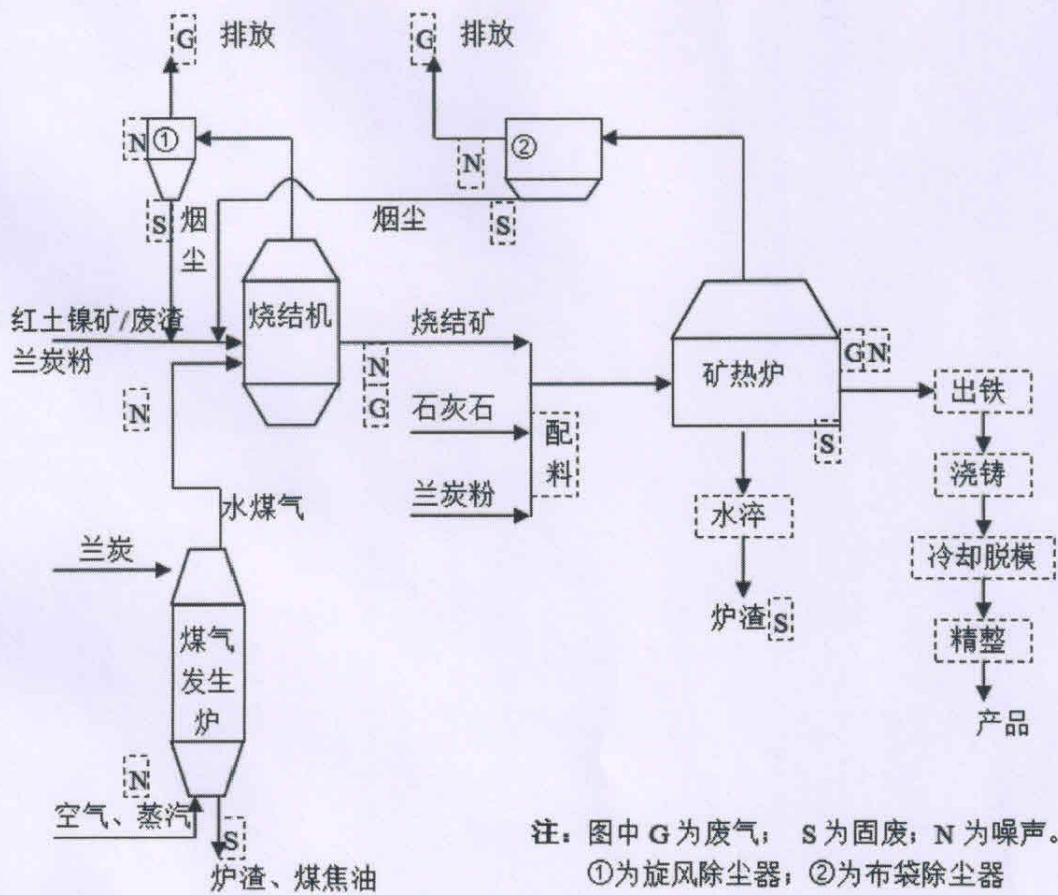 G 排放
G 排放
N ①
N ②
S
烟
尘
烟尘
S
红土镍矿/废渣
兰炭粉
烧结机
烧结矿
N
G
N
石灰石
兰炭粉
配
料
矿热炉
G N
S
出铁
浇铸
冷却脱模
精整
产品
水淬
炉渣 S
水煤气
兰炭
煤气
发生
炉
N
空气、蒸汽
S
炉渣、煤焦油
注：图中 G 为废气； S 为固废；N 为噪声。
①为旋风除尘器；②为布袋除尘器